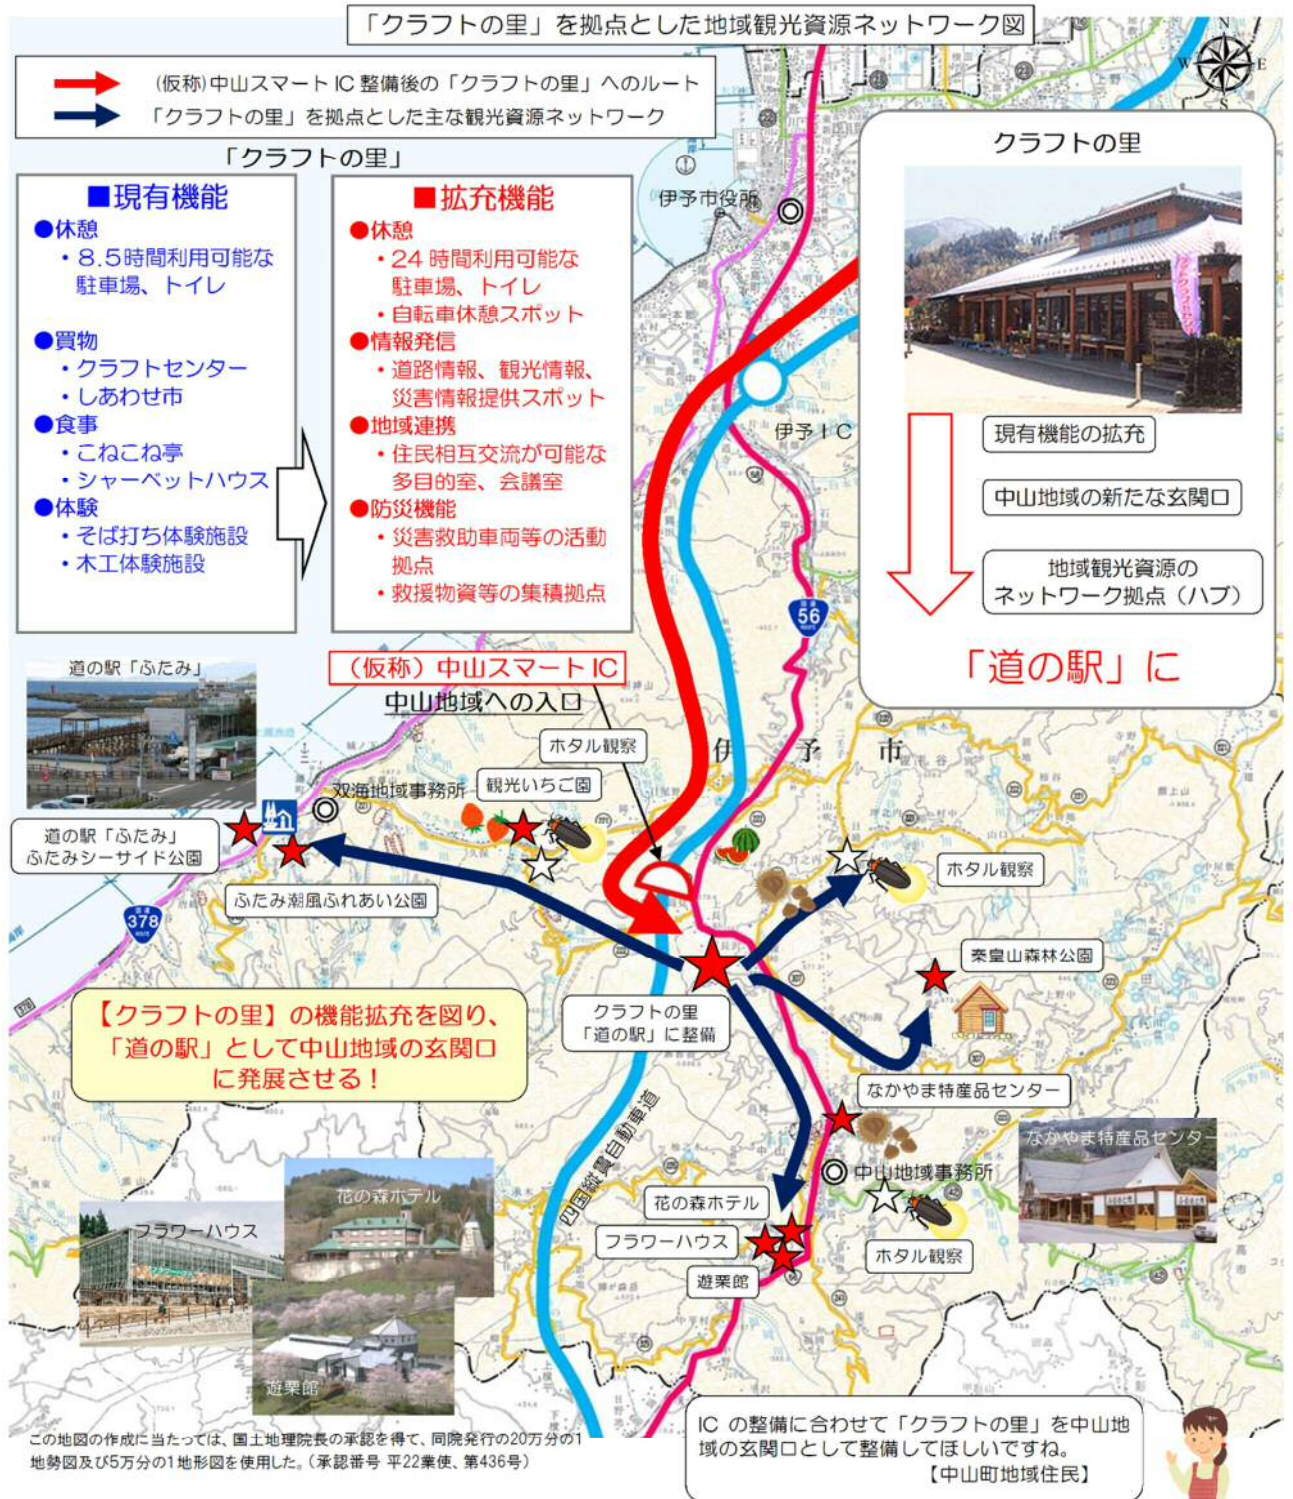 「クラフトの里」を拠点とした地域観光資源ネットワーク図
N
W E
S
(仮称)中山スマートIC 整備後の「クラフトの里」へのルート
「クラフトの里」を拠点とした主な観光資源ネットワーク
「クラフトの里」
■現有機能
●休憩
・8.5時間利用可能な
駐車場、トイレ
●買物
・クラフトセンター
・しあわせ市
●食事
・こねこね亭
・シャーベットハウス
●体験
・そば打ち体験施設
・木工体験施設
■拡充機能
●休憩
・24 時間利用可能な
駐車場、トイレ
・自転車休憩スポット
●情報発信
・道路情報、観光情報、
災害情報提供スポット
●地域連携
・住民相互交流が可能な
多目的室、会議室
●防災機能
・災害救助車両等の活動
拠点
・救援物資等の集積拠点
伊予市役所
伊予IC
クラフトの里
現有機能の拡充
中山地域の新たな玄関口
地域観光資源の
ネットワーク拠点（ハブ）
「道の駅」に
56
（仮称）中山スマートIC
中山地域への入口
伊予市
道の駅「ふたみ」
双海地域事務所
観光いちご園
ホタル観察
道の駅「ふたみ」
ふたみシーサイド公園
ふたみ潮風ふれあい公園
378
ホタル観察
秦皇山森林公園
クラフトの里
「道の駅」に整備
【クラフトの里】の機能拡充を図り、
「道の駅」として中山地域の玄関口
に発展させる！
四国縦貫自動車道
なかやま特産品センター
なかやま特産品センター
中山地域事務所
ホタル観察
花の森ホテル
フラワーハウス
遊栗館
花の森ホテル
フラワーハウス
遊栗館
この地図の作成に当たっては、国土地理院長の承認を得て、同院発行の20万分の1
地勢図及び5万分の1地形図を使用した。（承認番号 平22業使、第436号）
IC の整備に合わせて「クラフトの里」を中山地
域の玄関口として整備してほしいですね。
【中山町地域住民】